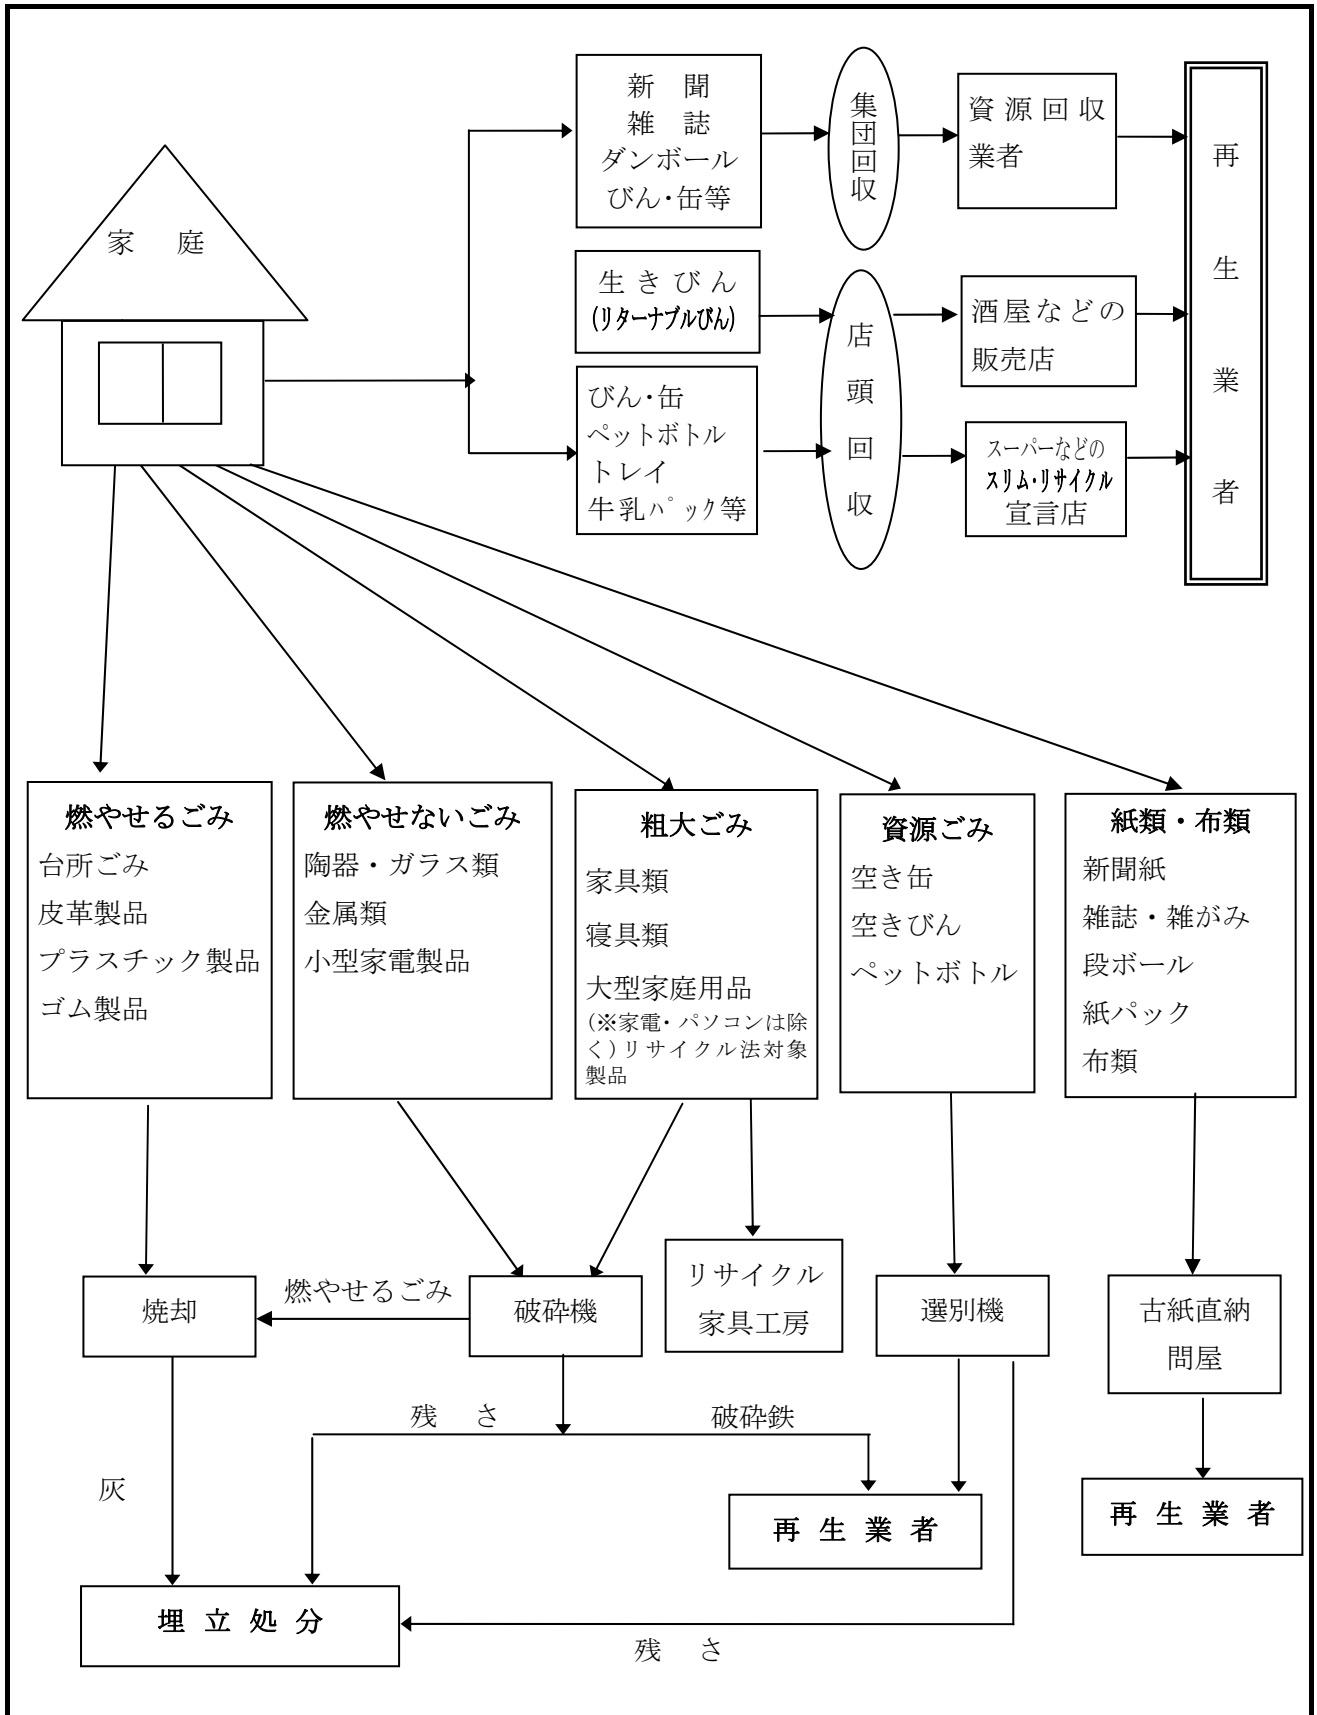 家　庭
新　聞
雑　誌
ダンボール
びん・缶等
集団回収
資源回収
業者
生きびん
(リターナブルびん)
店頭回収
酒屋などの
販売店
びん・缶
ペットボトル
トレイ
牛乳パック等
スーパーなどの
スリム・リサイクル
宣言店
再生業者
燃やせるごみ
台所ごみ
皮革製品
プラスチック製品
ゴム製品
燃やせないごみ
陶器・ガラス類
金属類
小型家電製品
粗大ごみ
家具類
寝具類
大型家庭用品
(※家電・パソコンは除
く)リサイクル法対象
製品
資源ごみ
空き缶
空きびん
ペットボトル
紙類・布類
新聞紙
雑誌・雑がみ
段ボール
紙パック
布類
焼却
燃やせるごみ
破砕機
リサイクル
家具工房
選別機
古紙直納
問屋
残　さ
破砕鉄
灰
再生業者
再生業者
埋立処分
残　さ